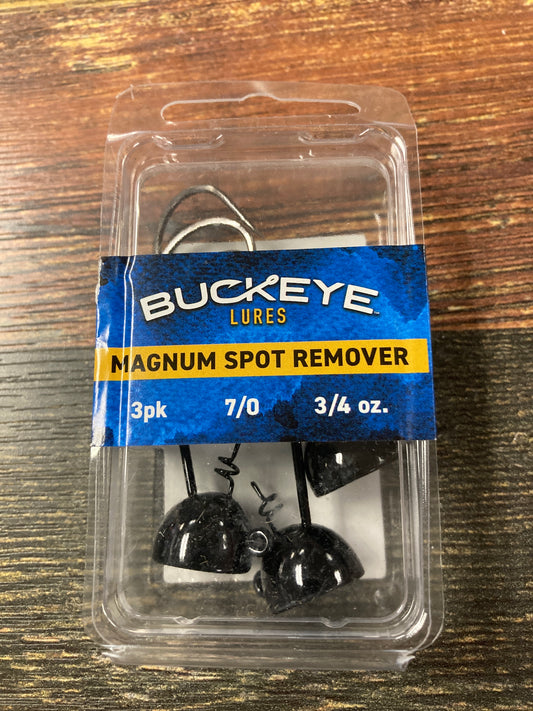 BUCKEYE
LURES
MAGNUM SPOT REMOVER
3pk 7/0 3/4 oz.